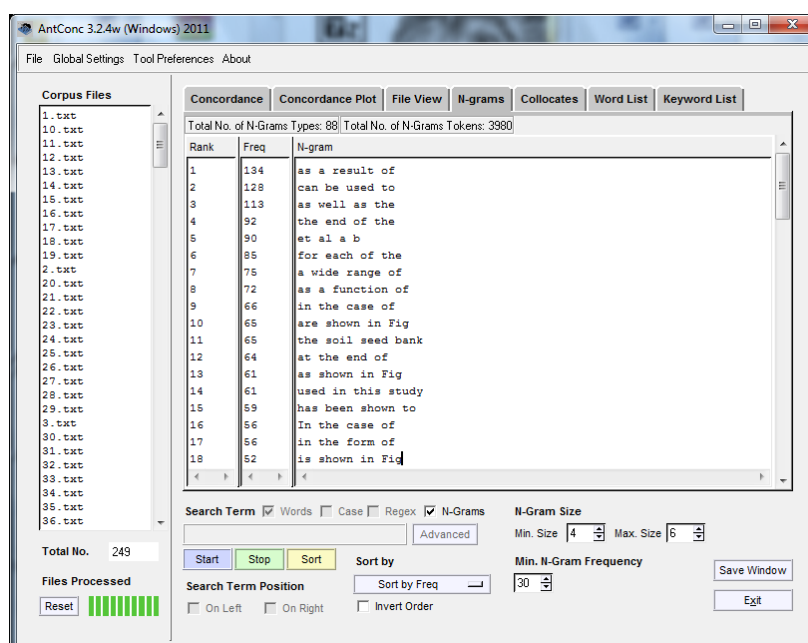 AntConc 3.2.4w (Windows) 2011
File Global Settings Tool Preferences About
Corpus Files
1.txt
10.txt
11.txt
12.txt
13.txt
14.txt
15.txt
16.txt
17.txt
18.txt
19.txt
2.txt
20.txt
21.txt
22.txt
23.txt
24.txt
25.txt
26.txt
27.txt
28.txt
29.txt
3.txt
30.txt
31.txt
32.txt
33.txt
34.txt
35.txt
36.txt
Total No. 249
Files Processed
Reset
Concordance Concordance Plot File View N-grams Collocates Word List Keyword List
Total No. of N-Grams Types: 88 Total No. of N-Grams Tokens: 3980
Rank Freq N-gram
1 134 as a result of
2 128 can be used to
3 113 as well as the
4 92 the end of the
5 90 et al a b
6 85 for each of the
7 75 a wide range of
8 72 as a function of
9 66 in the case of
10 65 are shown in Fig
11 65 the soil seed bank
12 64 at the end of
13 61 as shown in Fig
14 61 used in this study
15 59 has been shown to
16 56 In the case of
17 56 in the form of
18 52 is shown in Fig
Search Term Words Case Regex N-Grams N-Gram Size
Advanced Min. Size 4 Max. Size 6
Start Stop Sort Sort by Min. N-Gram Frequency
Search Term Position Sort by Freq 30 Save Window
On Left On Right Invert Order Exit